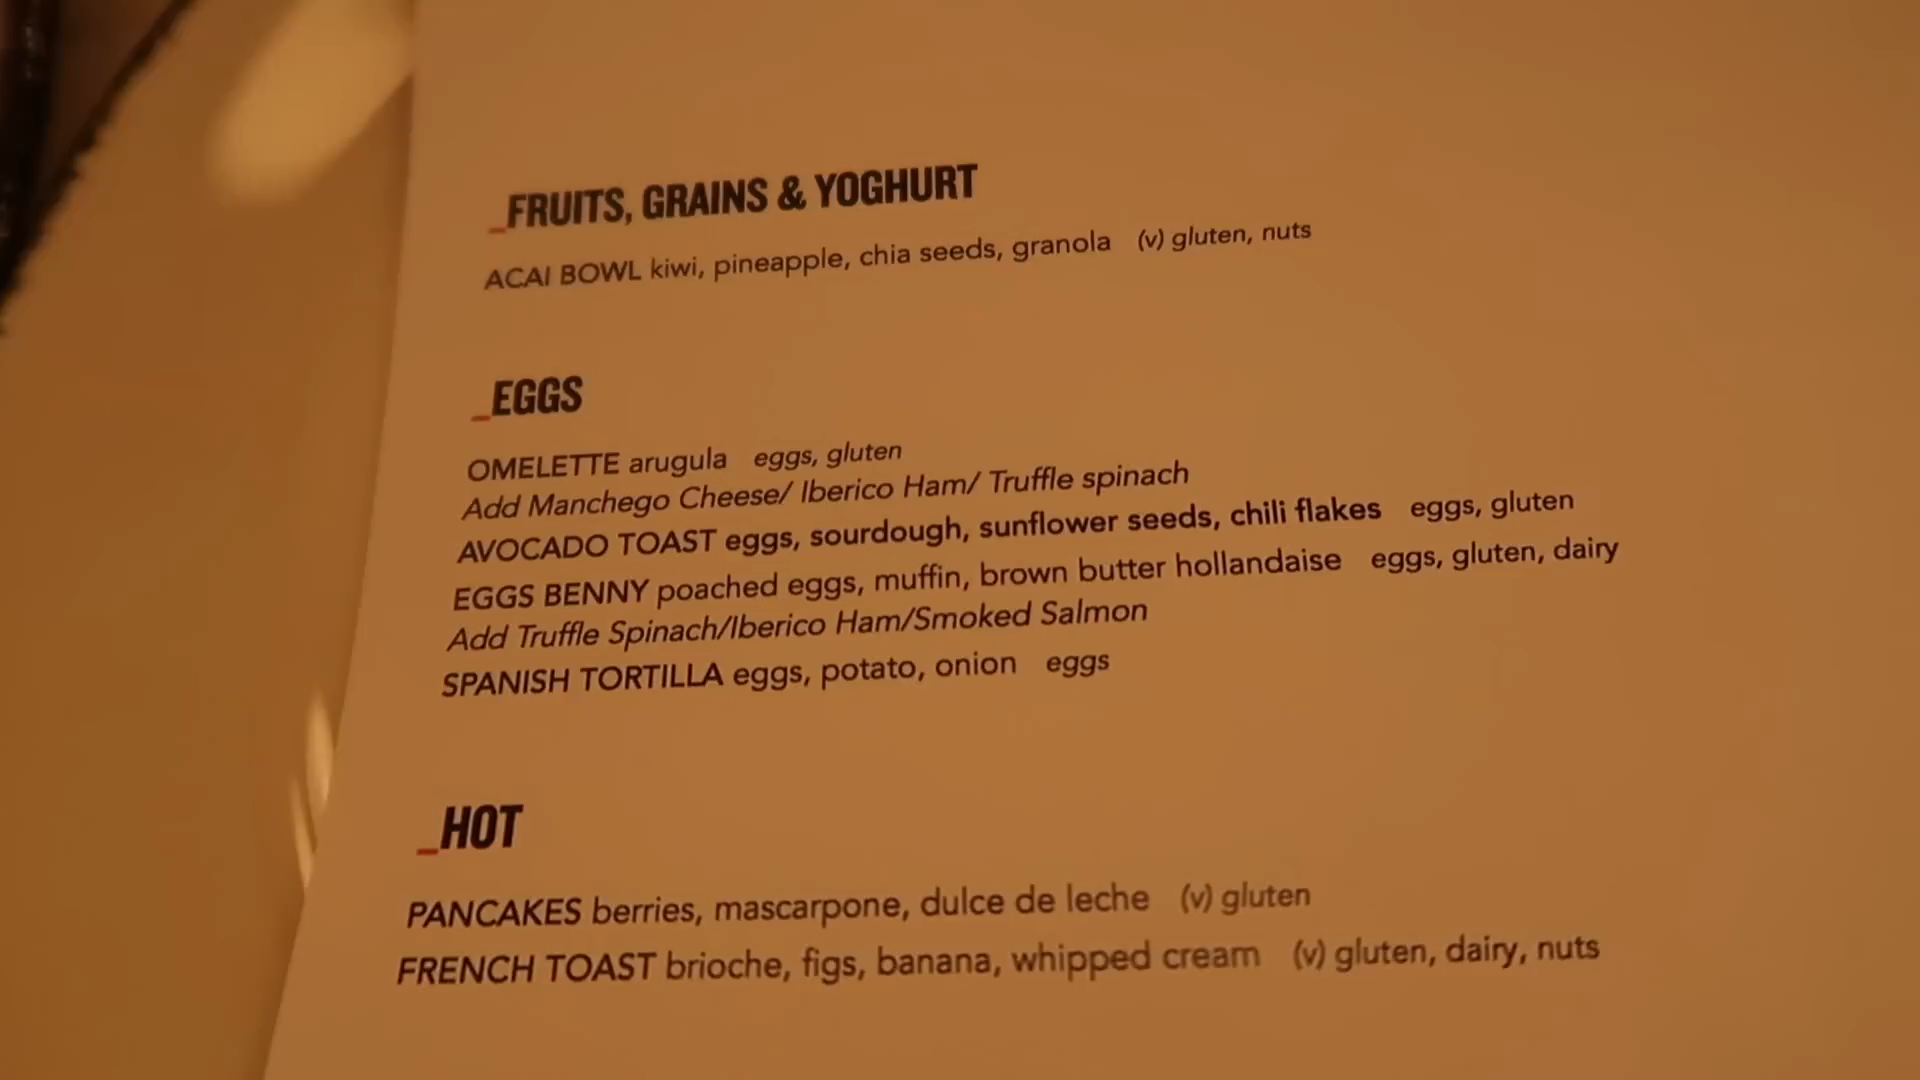 _FRUITS, GRAINS & YOGHURT
ACAI BOWL kiwi, pineapple, chia seeds, granola (v) gluten, nuts
_EGGS
OMELETTE arugula eggs, gluten
Add Manchego Cheese/ Iberico Ham/ Truffle spinach
AVOCADO TOAST eggs, sourdough, sunflower seeds, chili flakes eggs, gluten
EGGS BENNY poached eggs, muffin, brown butter hollandaise eggs, gluten, dairy
Add Truffle Spinach/Iberico Ham/Smoked Salmon
SPANISH TORTILLA eggs, potato, onion eggs
_HOT
PANCAKES berries, mascarpone, dulce de leche (v) gluten
FRENCH TOAST brioche, figs, banana, whipped cream (v) gluten, dairy, nuts